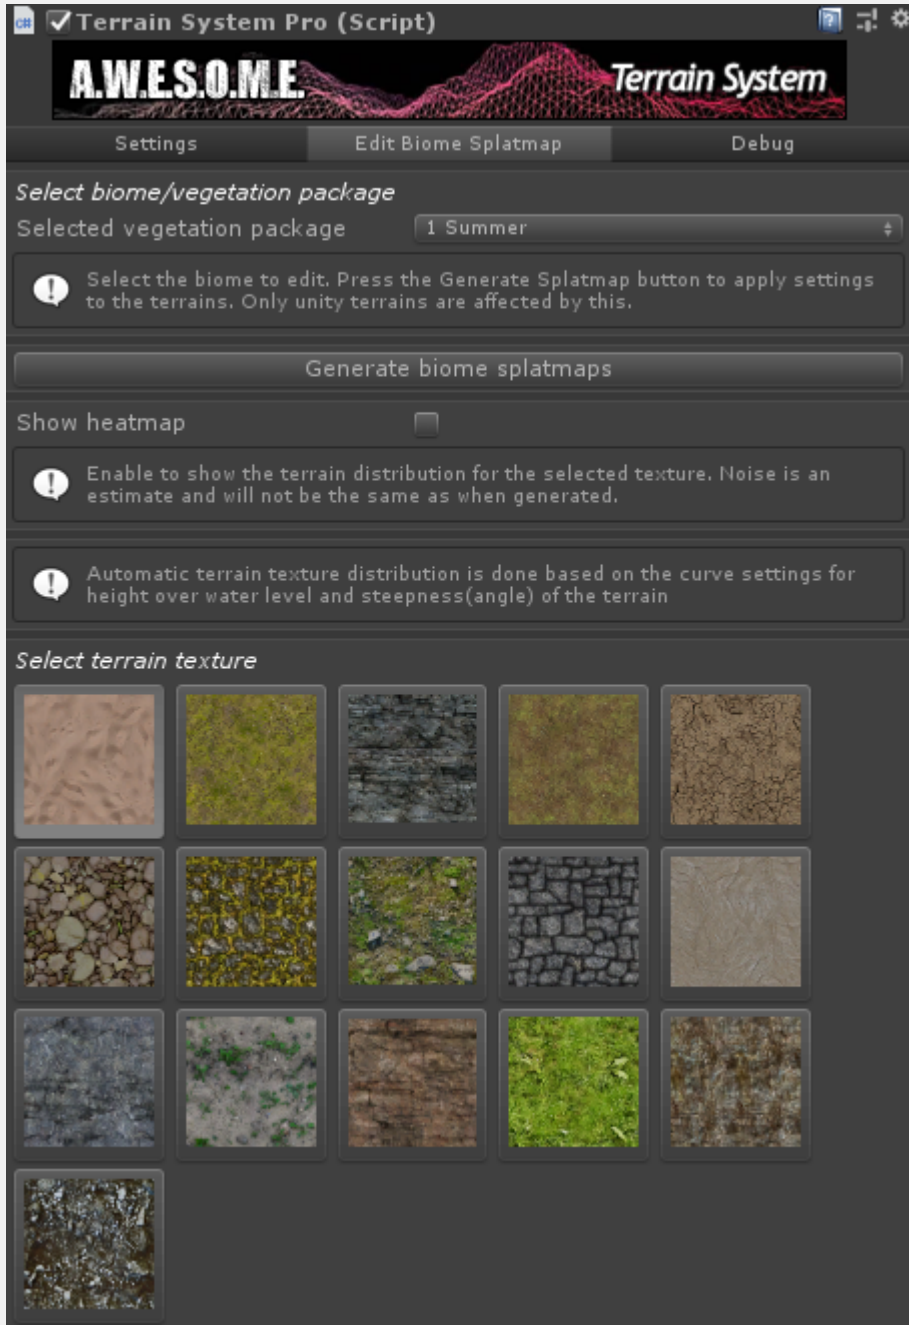 Terrain System Pro (Script)
A.W.E.S.O.M.E. Terrain System
Settings Edit Biome Splatmap Debug
Select biome/vegetation package
Selected vegetation package 1 Summer
Select the biome to edit. Press the Generate Splatmap button to apply settings
to the terrains. Only unity terrains are affected by this.
Generate biome splatmaps
Show heatmap
Enable to show the terrain distribution for the selected texture. Noise is an
estimate and will not be the same as when generated.
Automatic terrain texture distribution is done based on the curve settings for
height over water level and steepness(angle) of the terrain
Select terrain texture